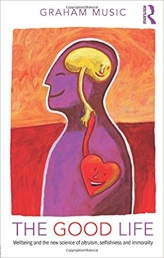 GRAHAM MUSIC
THE GOOD LIFE
Wellbeing and the new science of altruism, selfishness and immorality